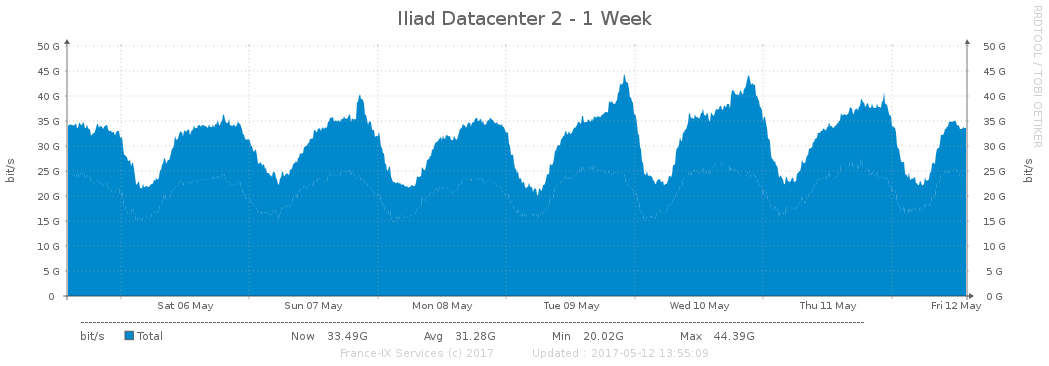 Iliad Datacenter 2 - 1 Week
RRDTOOL / TOBI OETIKER
50 G 50 G
45 G 45 G
40 G 40 G
35 G 35 G
30 G 30 G
25 G 25 G
20 G 20 G
15 G 15 G
10 G 10 G
5 G 5 G
0 0 G
bit/s
bit/s
Sat 06 May Sun 07 May Mon 08 May Tue 09 May Wed 10 May Thu 11 May Fri 12 May
bit/s Total Now 33.49G Avg 31.28G Min 20.02G Max 44.39G
France-IX Services (c) 2017 Updated : 2017-05-12 13:55:09